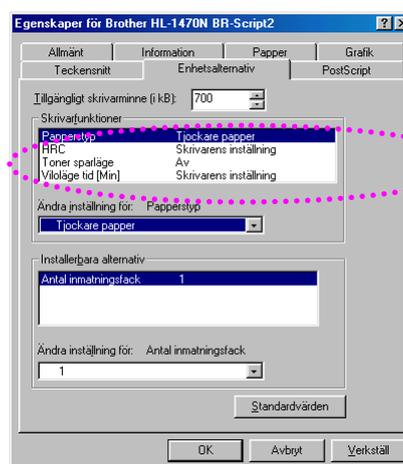 Egenskaper för Brother HL-1470N BR-Script2
Allmänt Information Papper Grafik
Teckensnitt Enhetsalternativ PostScript
Tillgängligt skrivarminne (i kB): 700
Skrivarfunktioner
Papperstyp Tjockare papper
HRC Skrivarens inställning
Toner sparläge Av
Viloläge tid [Min] Skrivarens inställning
Ändra inställning för: Papperstyp
Tjockare papper
Installerbara alternativ
Antal inmatningsfack 1
Ändra inställning för: Antal inmatningsfack
1
Standardvärden
OK Avbryt Verkställ